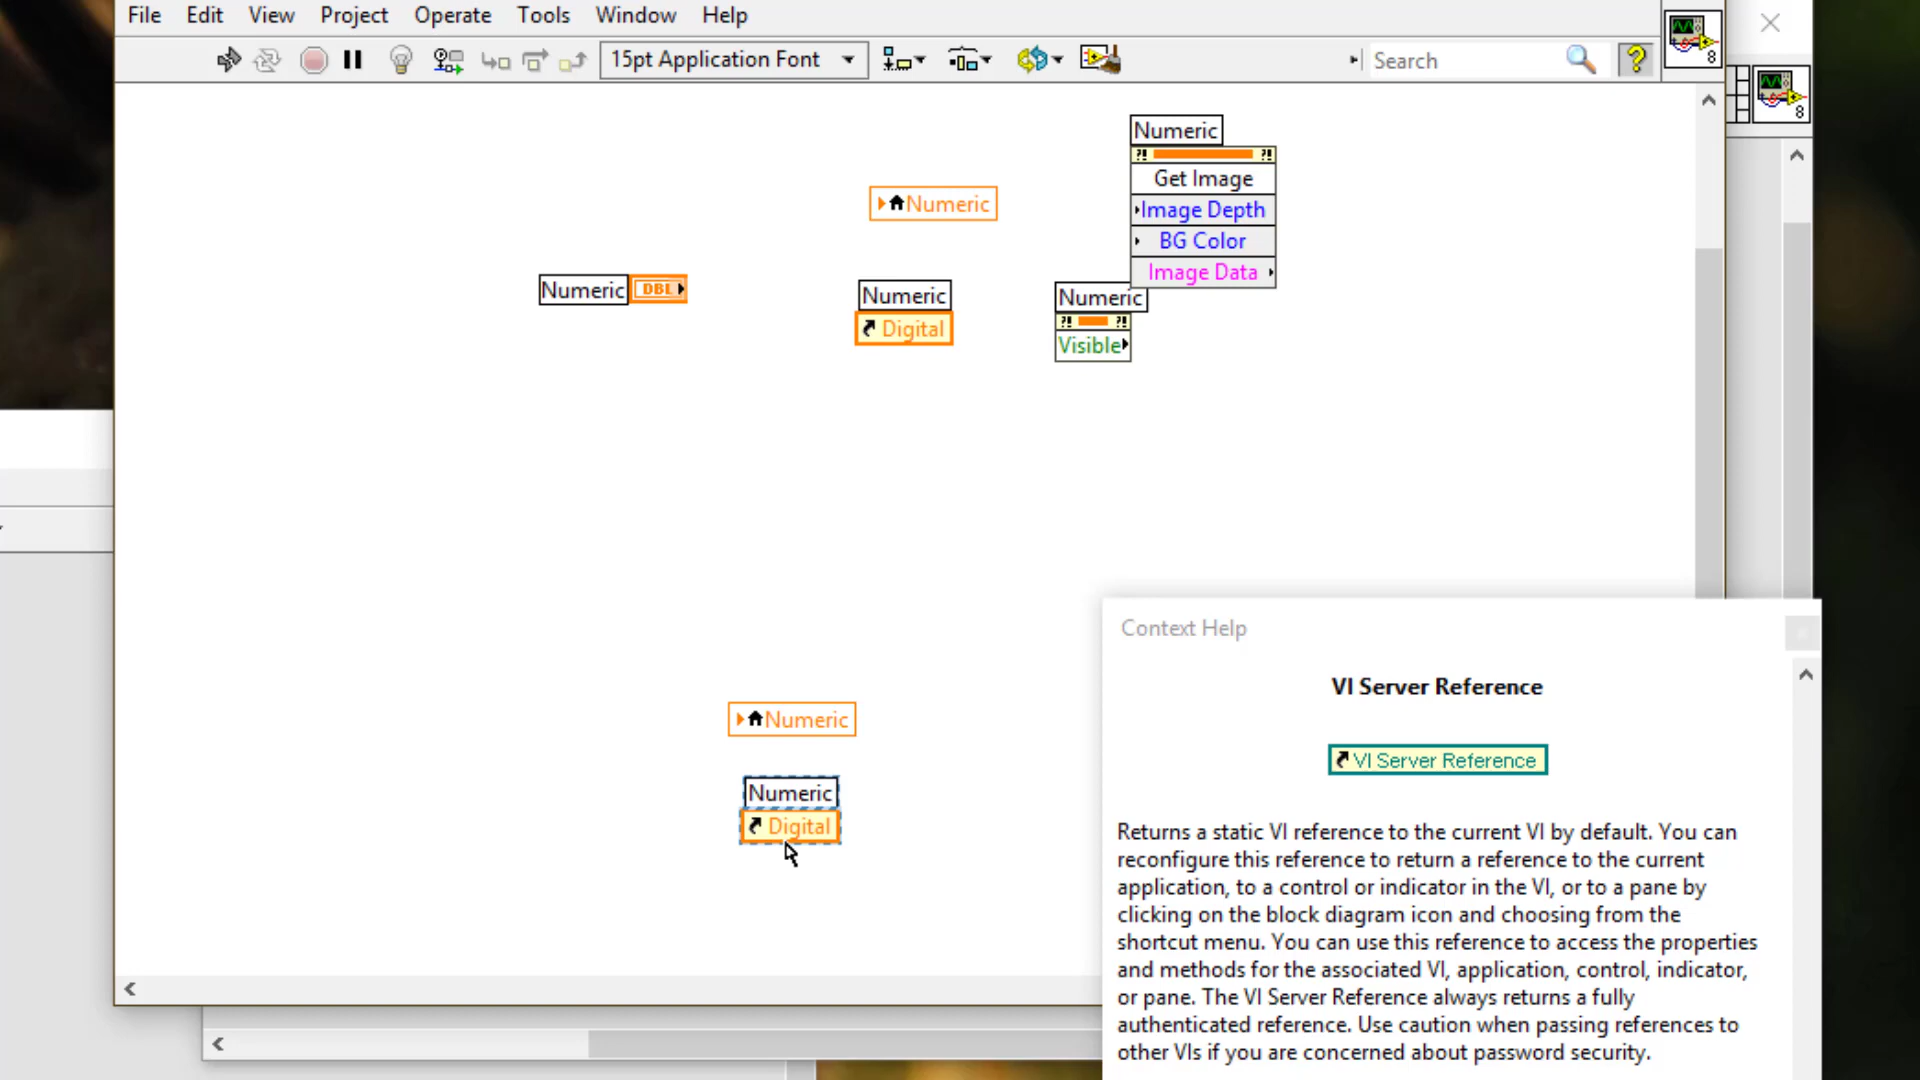 File Edit View Project Operate Tools Window Help
15pt Application Font
Search
?
8
8
Numeric
?! ?!
Get Image
Image Depth
BG Color
Image Data
Numeric
Numeric DBL
Numeric
Digital
Numeric
?! ?!
Visible
Numeric
Numeric
Digital
Context Help
VI Server Reference
VI Server Reference
Returns a static VI reference to the current VI by default. You can
reconfigure this reference to return a reference to the current
application, to a control or indicator in the VI, or to a pane by
clicking on the block diagram icon and choosing from the
shortcut menu. You can use this reference to access the properties
and methods for the associated VI, application, control, indicator,
or pane. The VI Server Reference always returns a fully
authenticated reference. Use caution when passing references to
other VIs if you are concerned about password security.